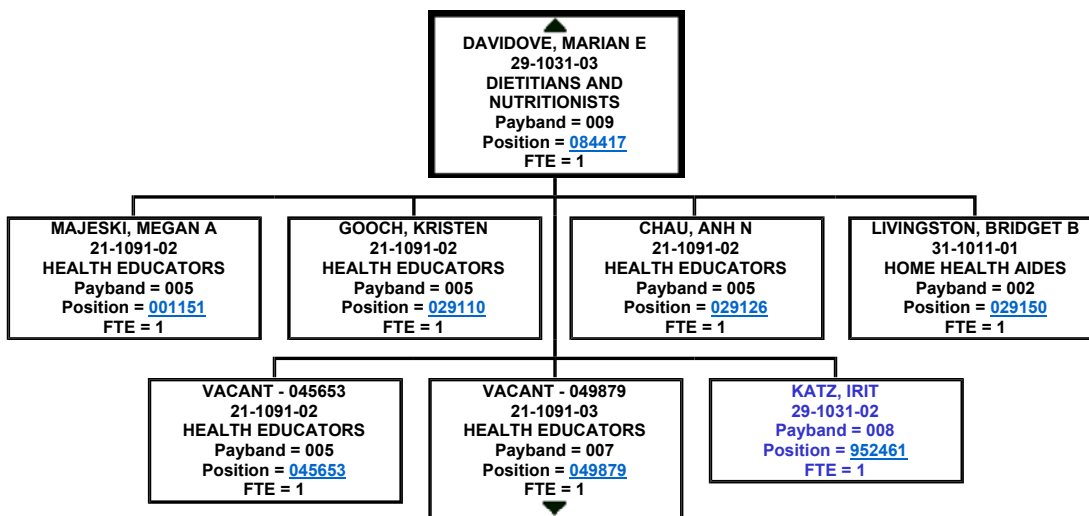 DAVIDOVE, MARIAN E
29-1031-03
DIETITIANS AND
NUTRITIONISTS
Payband = 009
Position = 084417
FTE = 1
MAJESKI, MEGAN A
21-1091-02
HEALTH EDUCATORS
Payband = 005
Position = 001151
FTE = 1
GOOCH, KRISTEN
21-1091-02
HEALTH EDUCATORS
Payband = 005
Position = 029110
FTE = 1
CHAU, ANH N
21-1091-02
HEALTH EDUCATORS
Payband = 005
Position = 029126
FTE = 1
LIVINGSTON, BRIDGET B
31-1011-01
HOME HEALTH AIDES
Payband = 002
Position = 029150
FTE = 1
VACANT - 045653
21-1091-02
HEALTH EDUCATORS
Payband = 005
Position = 045653
FTE = 1
VACANT - 049879
21-1091-03
HEALTH EDUCATORS
Payband = 007
Position = 049879
FTE = 1
KATZ, IRIT
29-1031-02
Payband = 008
Position = 952461
FTE = 1